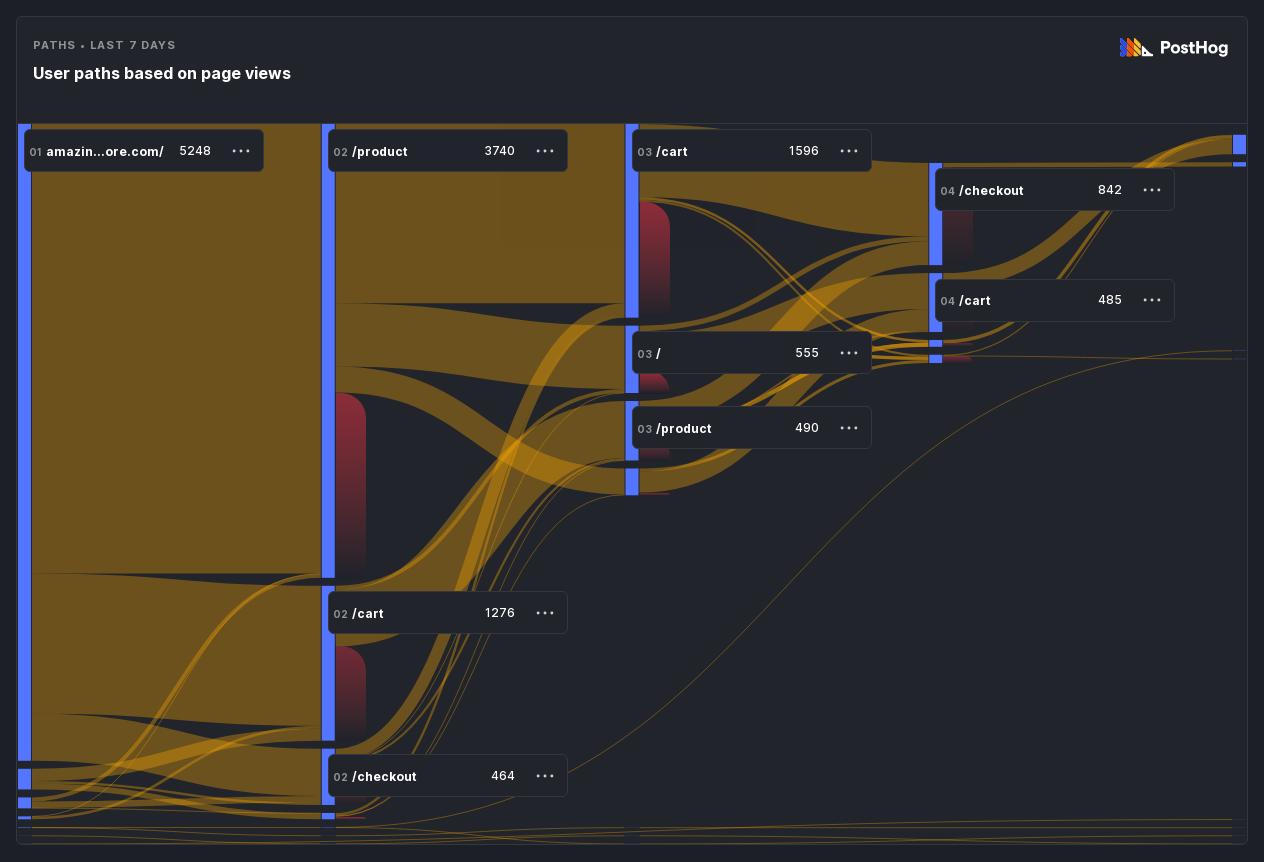 PATHS • LAST 7 DAYS
PostHog
User paths based on page views
01 amazin...ore.com/ 5248 •••
02 /product 3740 •••
03 /cart 1596 •••
04 /checkout 842 •••
04 /cart 485 •••
03 / 555 •••
03 /product 490 •••
02 /cart 1276 •••
02 /checkout 464 •••